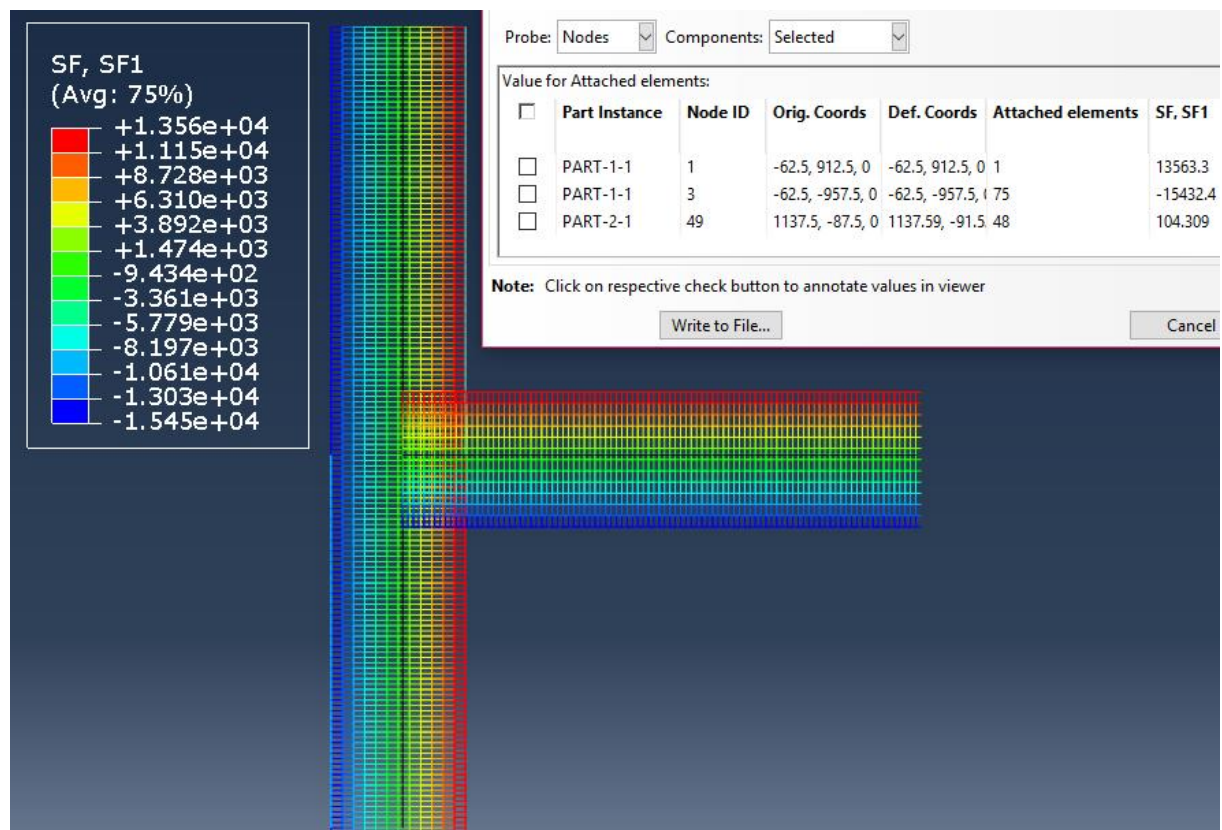 SF, SF1
(Avg: 75%)
+1.356e+04
+1.115e+04
+8.728e+03
+6.310e+03
+3.892e+03
+1.474e+03
-9.434e+02
-3.361e+03
-5.779e+03
-8.197e+03
-1.061e+04
-1.303e+04
-1.545e+04
Probe: Nodes Components: Selected
Value for Attached elements:
Part Instance Node ID Orig. Coords Def. Coords Attached elements SF, SF1
PART-1-1 1 -62.5, 912.5, 0 -62.5, 912.5, 0 1 13563.3
PART-1-1 3 -62.5, -957.5, 0 -62.5, -957.5, ( 75 -15432.4
PART-2-1 49 1137.5, -87.5, 0 1137.59, -91.5 48 104.309
Note: Click on respective check button to annotate values in viewer
Write to File... Cancel